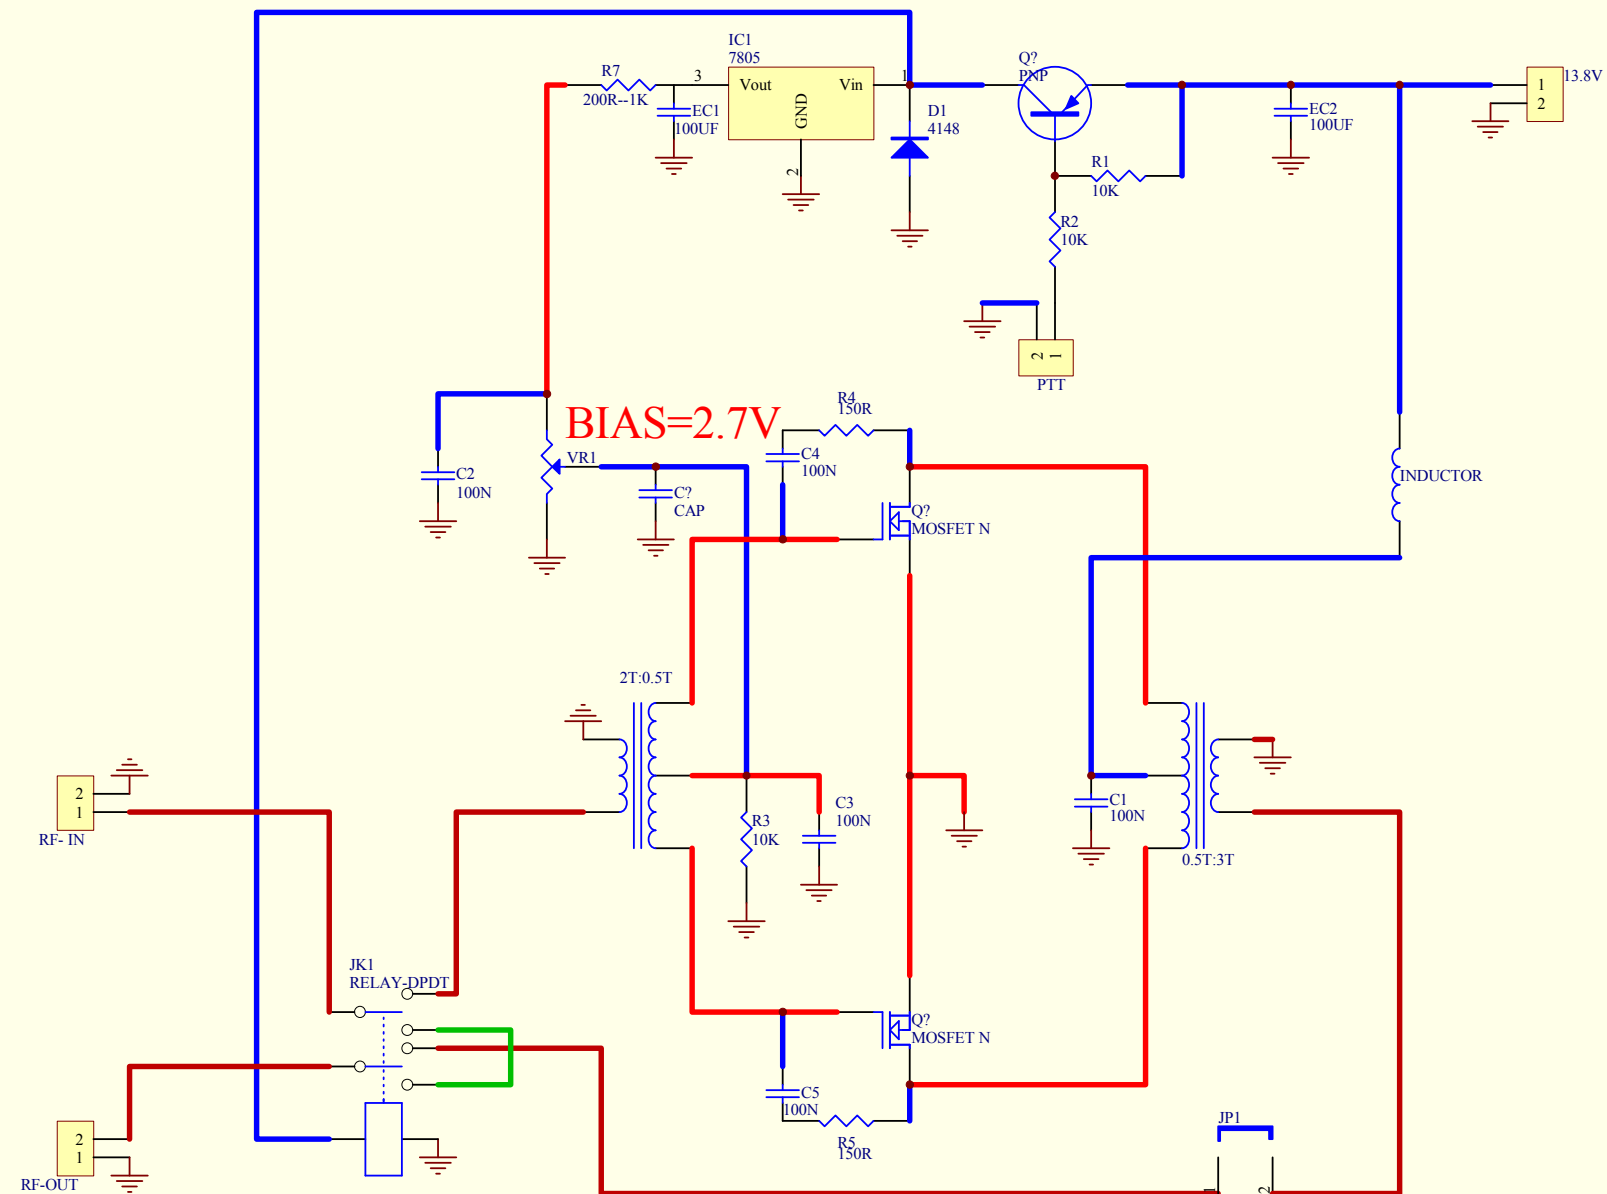 IC1
7805
3
Vout
Vin
1
GND
2
R7
200R--1K
EC1
100UF
D1
4148
Q?
PNP
R1
10K
R2
10K
EC2
100UF
1
2
13.8V
2
1
PTT
BIAS=2.7V
VR1
C2
100N
C?
CAP
R4
150R
C4
100N
Q?
MOSFET N
INDUCTOR
2T:0.5T
2
1
RF- IN
R3
10K
C3
100N
C1
100N
0.5T:3T
JK1
RELAY-DPDT
Q?
MOSFET N
C5
100N
R5
150R
2
1
RF-OUT
JP1
1
2